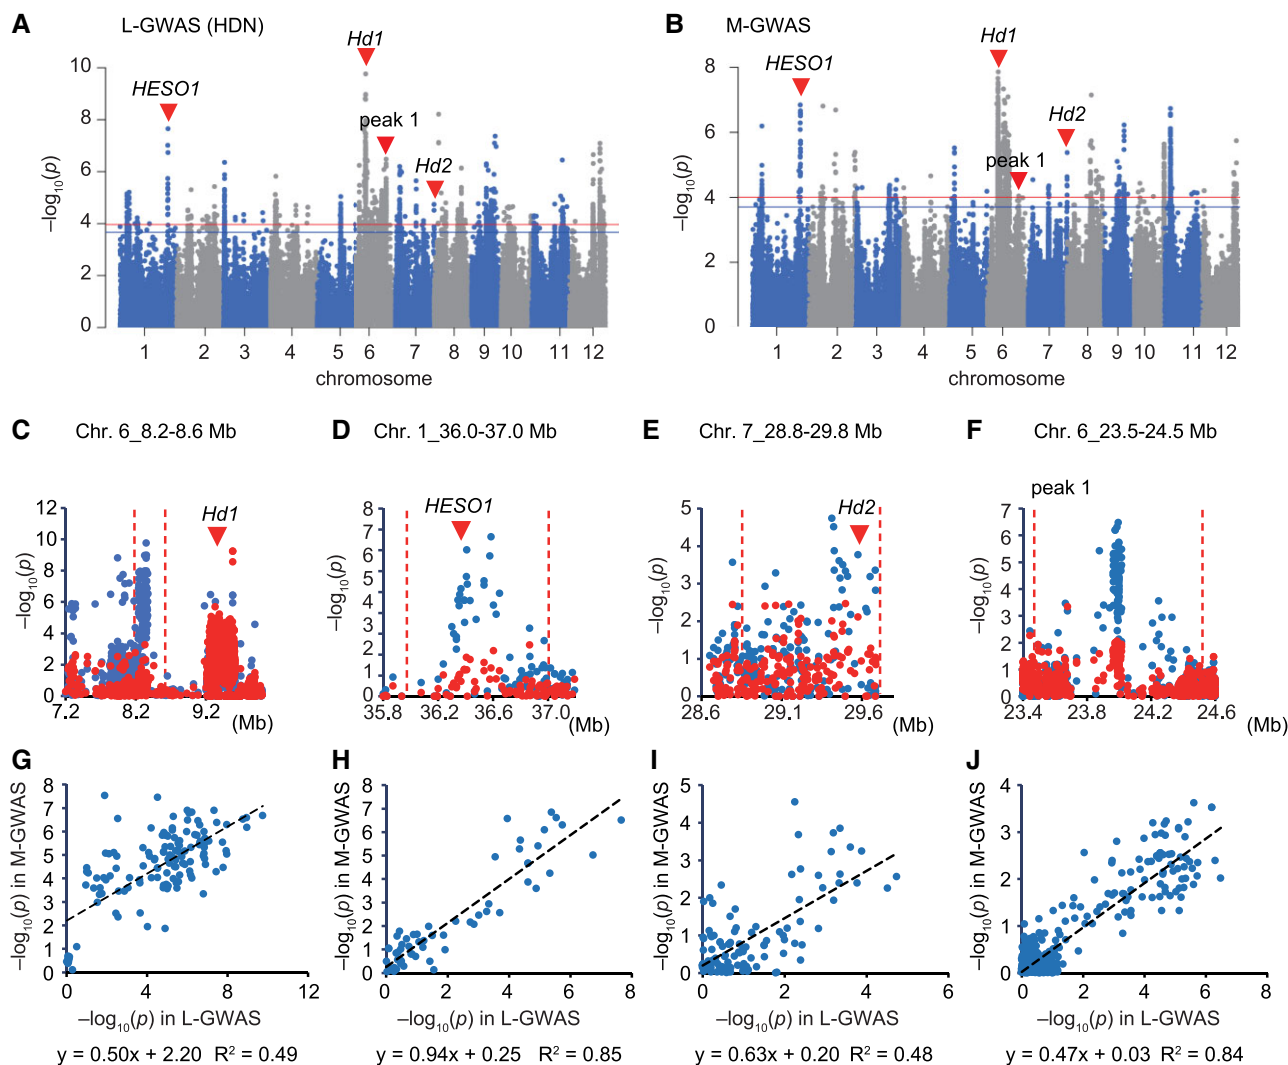 A L-GWAS (HDN)
B M-GWAS
Hd1
HESO1
peak 1
Hd2
–log10(p)
10
8
6
4
2
0
1 2 3 4 5 6 7 8 9 10 11 12
chromosome
Hd1
HESO1
Hd2
peak 1
–log10(p)
8
6
4
2
0
1 2 3 4 5 6 7 8 9 10 11 12
chromosome
C Chr. 6_8.2-8.6 Mb
Hd1
–log10(p)
12
10
8
6
4
2
0
7.2 8.2 9.2
(Mb)
D Chr. 1_36.0-37.0 Mb
HESO1
–log10(p)
8
7
6
5
4
3
2
1
0
35.8 36.2 36.6 37.0
(Mb)
E Chr. 7_28.8-29.8 Mb
Hd2
–log10(p)
5
4
3
2
1
0
28.6 29.1 29.6
(Mb)
F Chr. 6_23.5-24.5 Mb
peak 1
–log10(p)
7
6
5
4
3
2
1
0
23.4 23.8 24.2 24.6
(Mb)
G
–log10(p) in M-GWAS
8
7
6
5
4
3
2
1
0
0 4 8 12
–log10(p) in L-GWAS
y = 0.50x + 2.20 R2 = 0.49
H
–log10(p) in M-GWAS
8
7
6
5
4
3
2
1
0
0 2 4 6 8
–log10(p) in L-GWAS
y = 0.94x + 0.25 R2 = 0.85
I
–log10(p) in M-GWAS
5
4
3
2
1
0
0 2 4 6
–log10(p) in L-GWAS
y = 0.63x + 0.20 R2 = 0.48
J
–log10(p) in M-GWAS
4
3
2
1
0
0 2 4 6 8
–log10(p) in L-GWAS
y = 0.47x + 0.03 R2 = 0.84